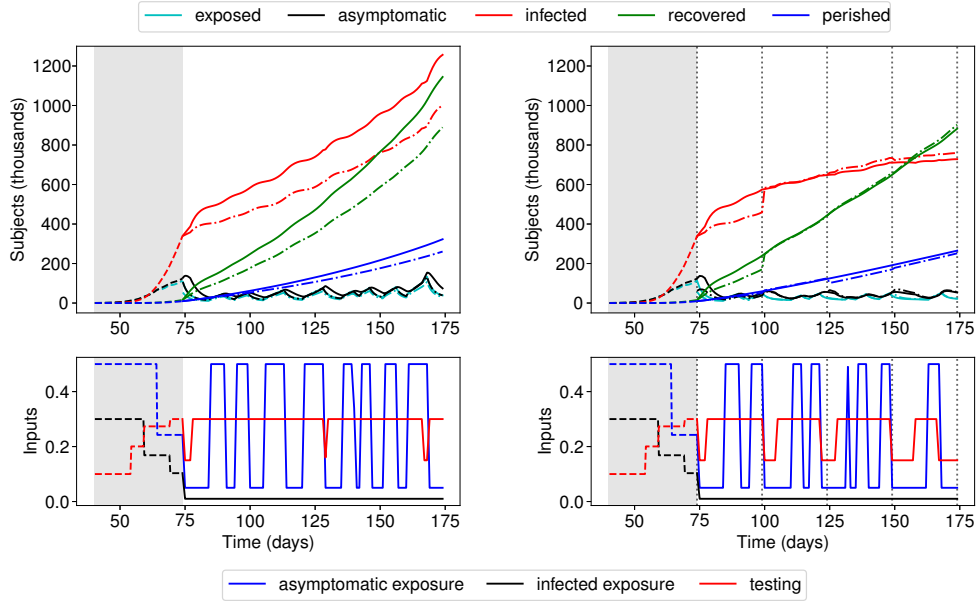 exposed asymptomatic infected recovered perished
Subjects (thousands)
1200
1000
800
600
400
200
0
50 75 100 125 150 175
Subjects (thousands)
1200
1000
800
600
400
200
0
50 75 100 125 150 175
Inputs
0.4
0.2
0.0
50 75 100 125 150 175
Time (days)
Inputs
0.4
0.2
0.0
50 75 100 125 150 175
Time (days)
asymptomatic exposure infected exposure testing